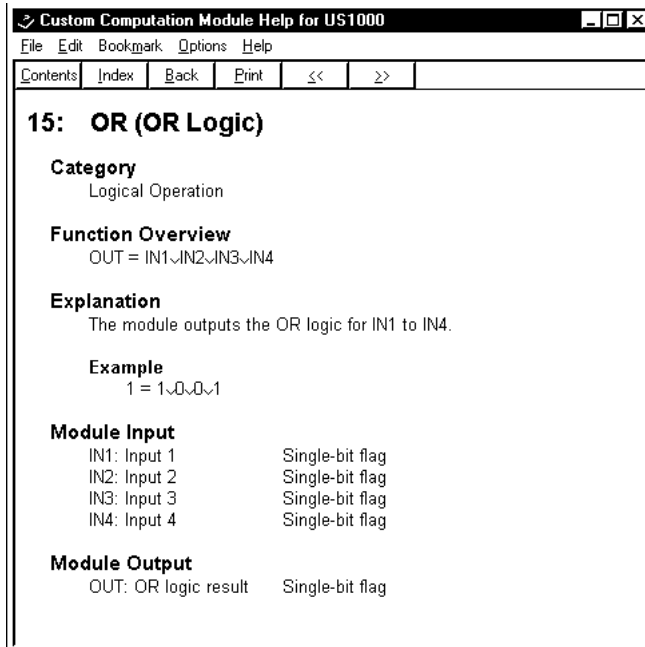 Custom Computation Module Help for US1000
File Edit Bookmark Options Help
Contents Index Back Print << >>
15: OR (OR Logic)
Category
Logical Operation
Function Overview
OUT = IN1∨IN2∨IN3∨IN4
Explanation
The module outputs the OR logic for IN1 to IN4.
Example
1 = 1∨0∨0∨1
Module Input
IN1: Input 1 Single-bit flag
IN2: Input 2 Single-bit flag
IN3: Input 3 Single-bit flag
IN4: Input 4 Single-bit flag
Module Output
OUT: OR logic result Single-bit flag